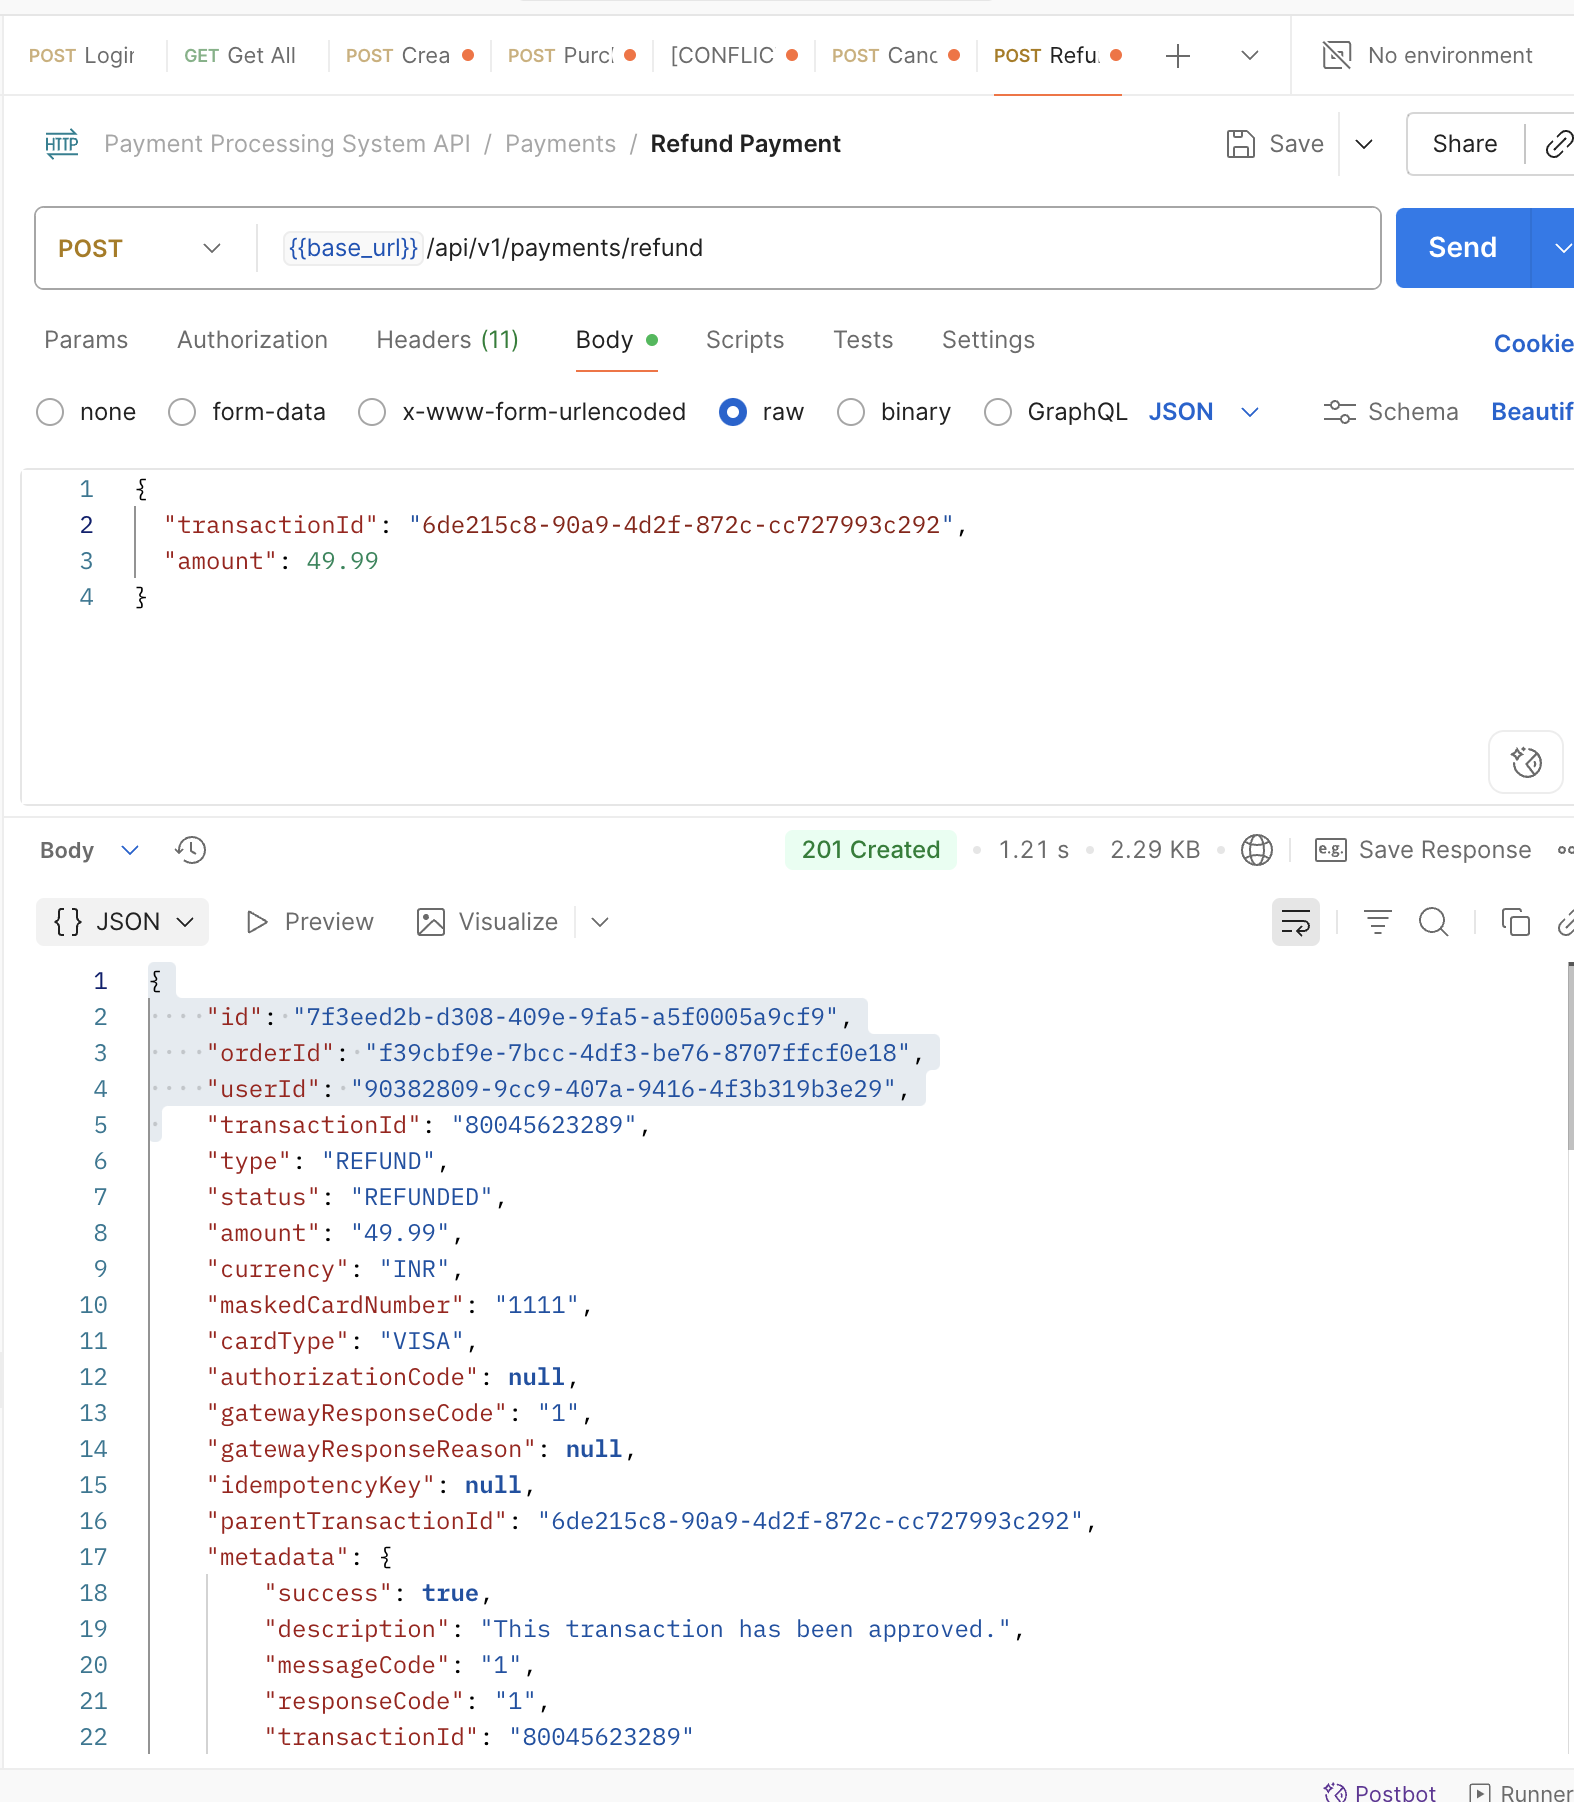 POST Login GET Get All POST Crea POST Purc [CONFLIC POST Canc POST Refu. No environment
HTTP Payment Processing System API / Payments / Refund Payment Save Share
POST {{base_url}}/api/v1/payments/refund Send
Params Authorization Headers (11) Body Scripts Tests Settings Cookie
none form-data x-www-form-urlencoded raw binary GraphQL JSON Schema Beautif
1 {
2 "transactionId": "6de215c8-90a9-4d2f-872c-cc727993c292",
3 "amount": 49.99
4 }
Body 201 Created • 1.21 s • 2.29 KB • e.g. Save Response
{} JSON Preview Visualize
1 {
2 "id": "7f3eed2b-d308-409e-9fa5-a5f0005a9cf9",
3 "orderId": "f39cbf9e-7bcc-4df3-be76-8707ffcf0e18",
4 "userId": "90382809-9cc9-407a-9416-4f3b319b3e29",
5 "transactionId": "80045623289",
6 "type": "REFUND",
7 "status": "REFUNDED",
8 "amount": "49.99",
9 "currency": "INR",
10 "maskedCardNumber": "1111",
11 "cardType": "VISA",
12 "authorizationCode": null,
13 "gatewayResponseCode": "1",
14 "gatewayResponseReason": null,
15 "idempotencyKey": null,
16 "parentTransactionId": "6de215c8-90a9-4d2f-872c-cc727993c292",
17 "metadata": {
18 "success": true,
19 "description": "This transaction has been approved.",
20 "messageCode": "1",
21 "responseCode": "1",
22 "transactionId": "80045623289"
Postbot Runner